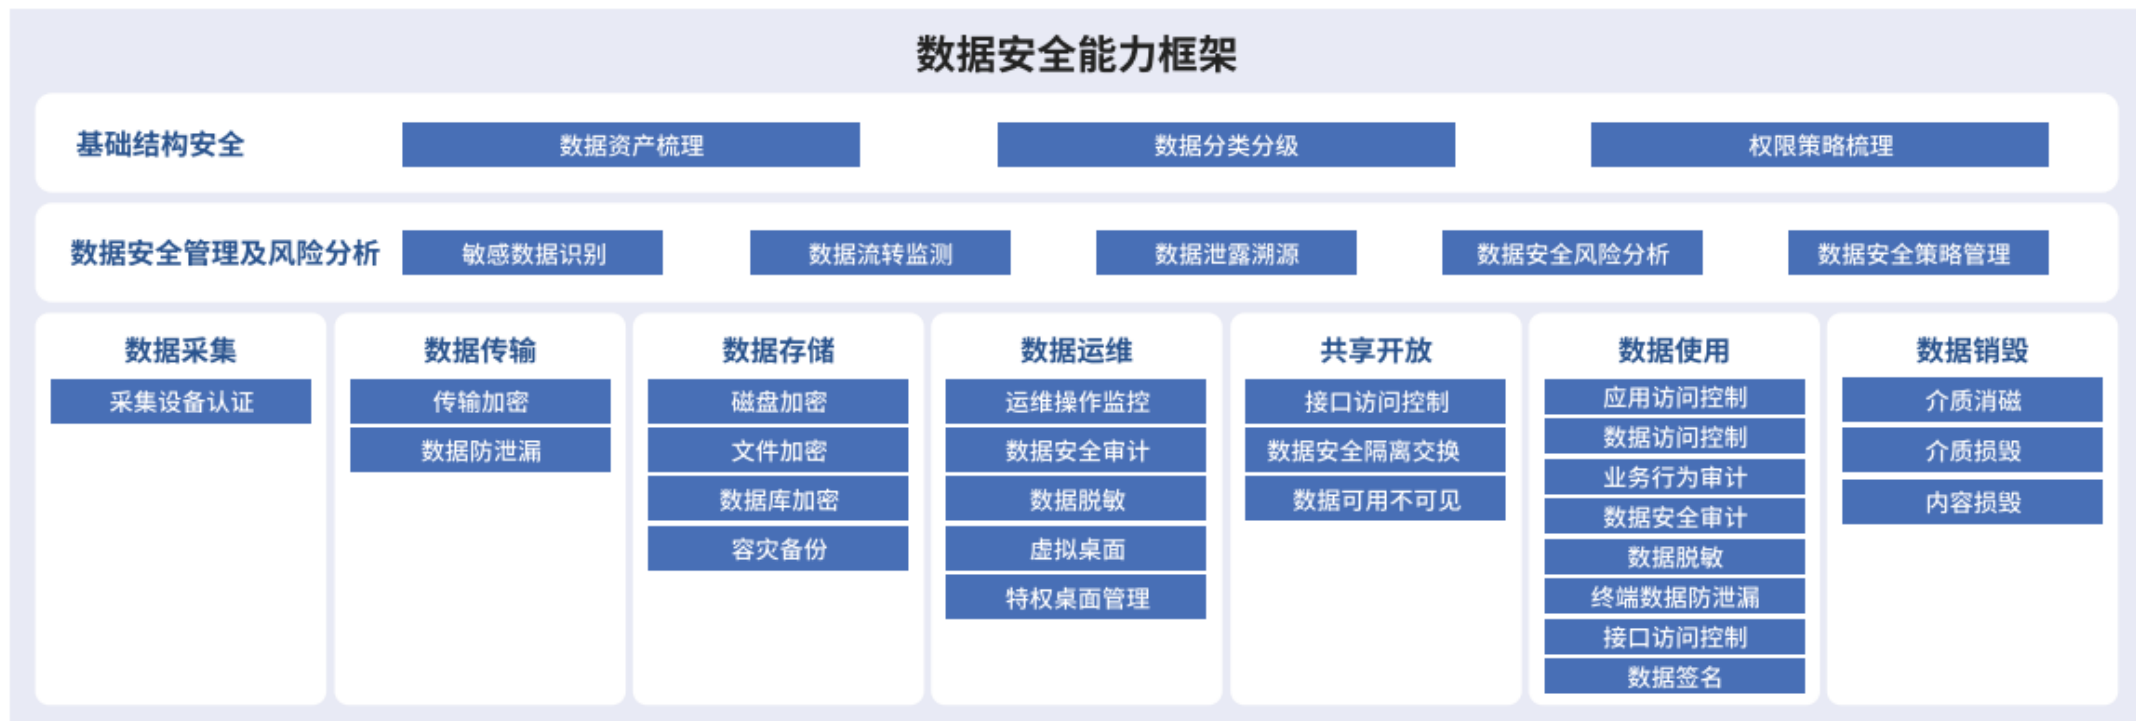 数据安全能力框架
基础结构安全
数据资产梳理
数据分类分级
权限策略梳理
数据安全管理及风险分析
敏感数据识别
数据流转监测
数据泄露溯源
数据安全风险分析
数据安全策略管理
数据采集
采集设备认证
数据传输
传输加密
数据防泄漏
数据存储
磁盘加密
文件加密
数据库加密
容灾备份
数据运维
运维操作监控
数据安全审计
数据脱敏
虚拟桌面
特权桌面管理
共享开放
接口访问控制
数据安全隔离交换
数据可用不可见
数据使用
应用访问控制
数据访问控制
业务行为审计
数据安全审计
数据脱敏
终端数据防泄漏
接口访问控制
数据签名
数据销毁
介质消磁
介质损毁
内容损毁